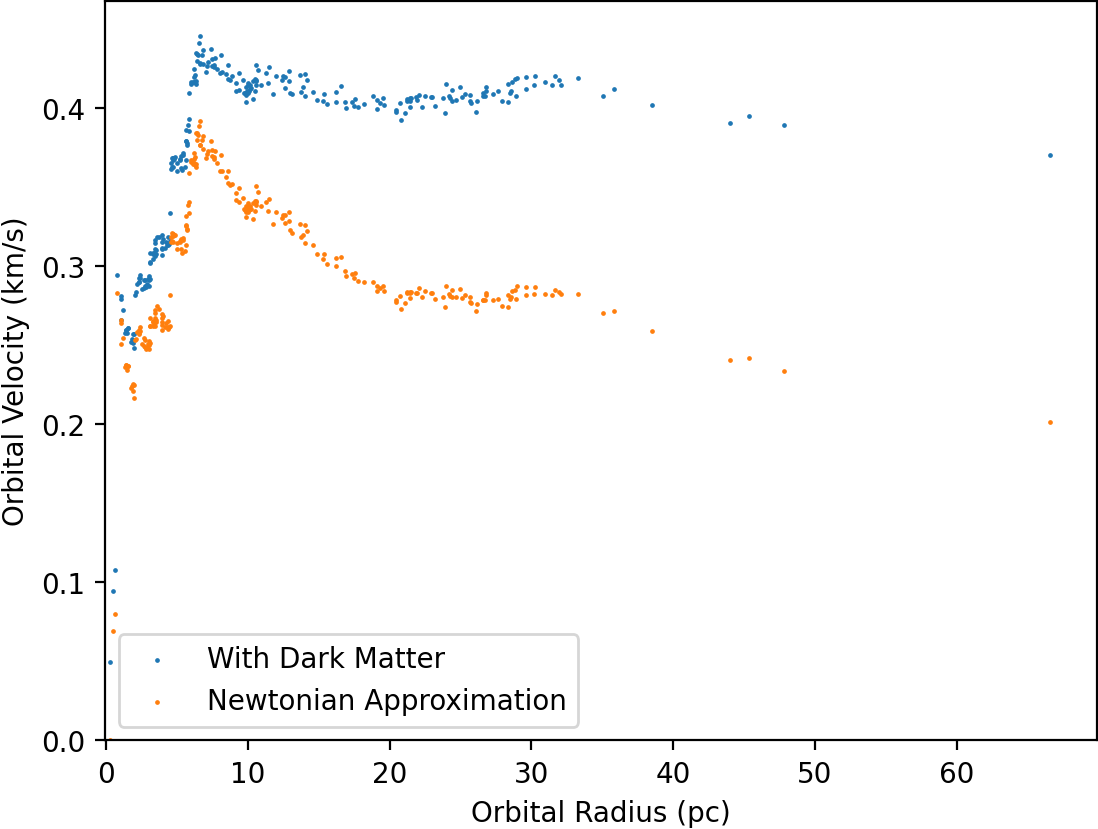 Orbital Velocity (km/s)
0.4
0.3
0.2
0.1
0.0
With Dark Matter
Newtonian Approximation
0 10 20 30 40 50 60
Orbital Radius (pc)